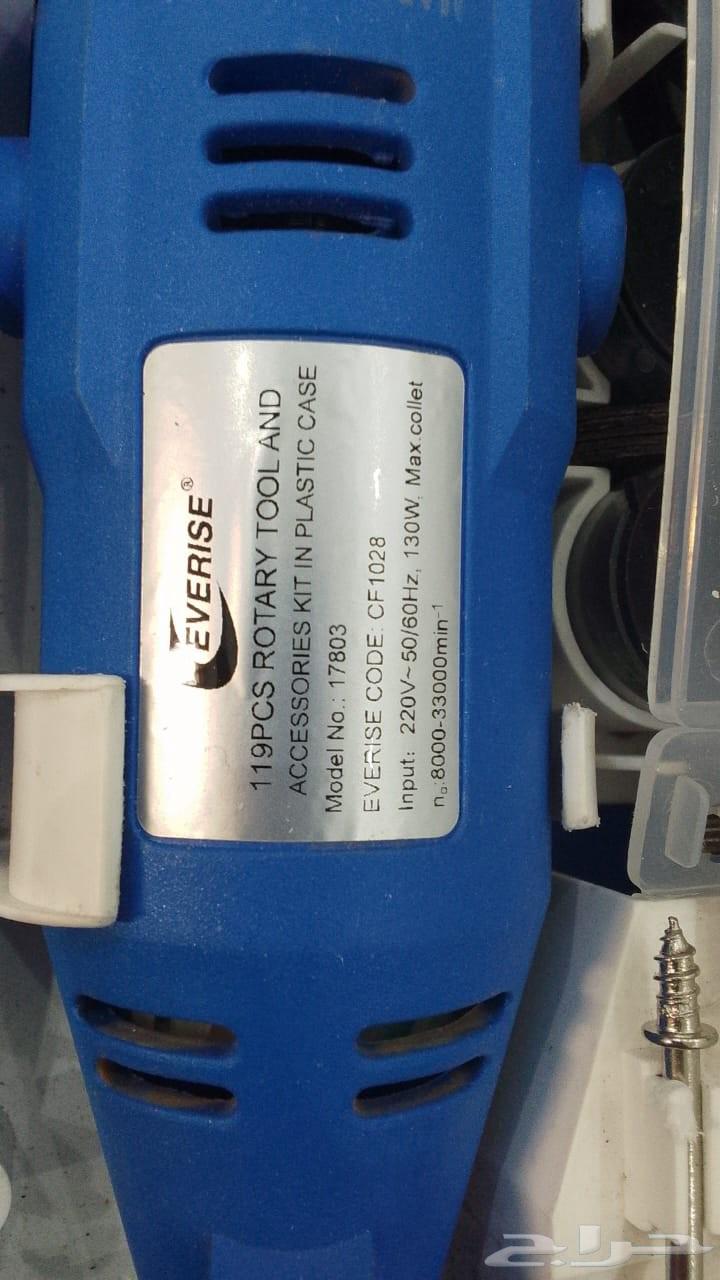 EVERISE®
119PCS ROTARY TOOL AND
ACCESSORIES KIT IN PLASTIC CASE
Model No.: 17803
EVERISE CODE: CF1028
Input: 220V~50/60Hz, 130W, Max.collet
n₀:8000-33000min⁻¹
حراج